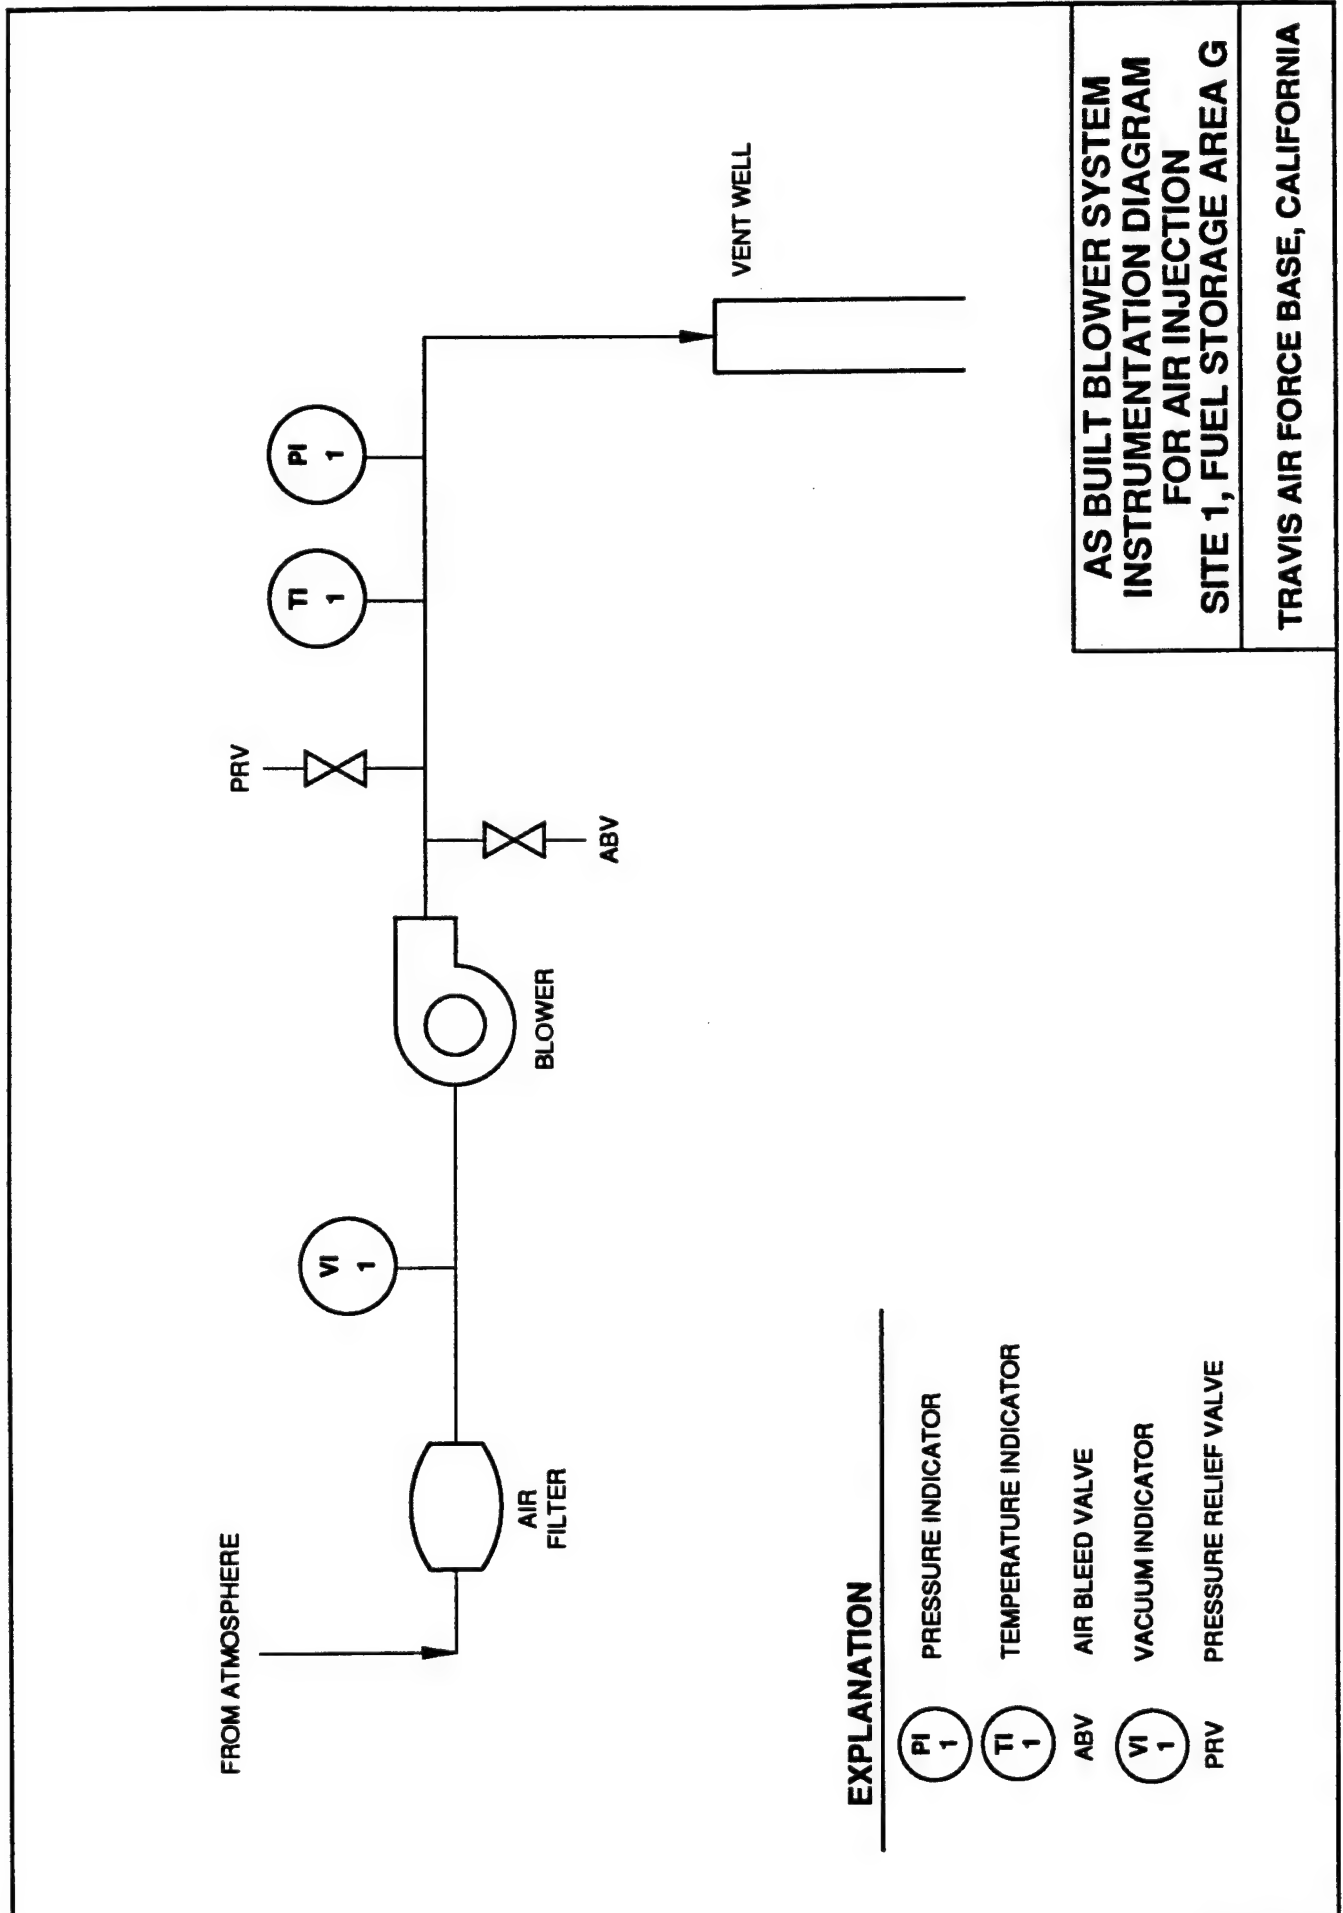 FROM ATMOSPHERE
AIR
FILTER
VI
1
BLOWER
PRV
ABV
TI
1
PI
1
VENT WELL
EXPLANATION
PI
1
PRESSURE INDICATOR
TI
1
TEMPERATURE INDICATOR
ABV AIR BLEED VALVE
VI
1
VACUUM INDICATOR
PRV PRESSURE RELIEF VALVE
AS BUILT BLOWER SYSTEM
INSTRUMENTATION DIAGRAM
FOR AIR INJECTION
SITE 1, FUEL STORAGE AREA G
TRAVIS AIR FORCE BASE, CALIFORNIA